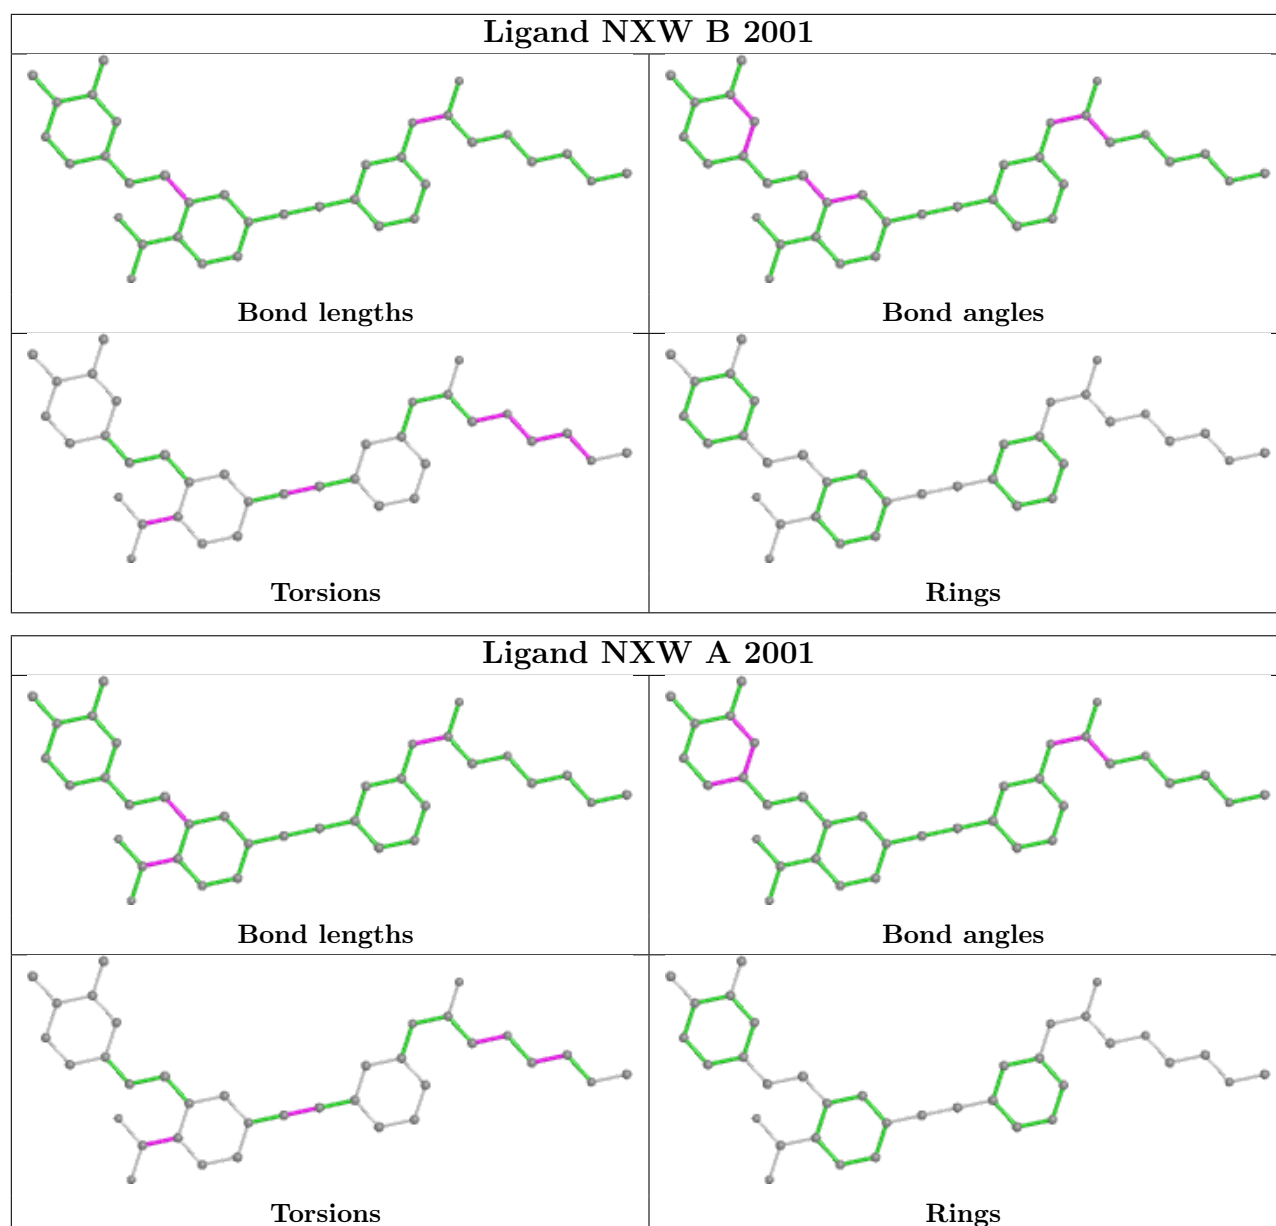 Ligand NXW B 2001
Bond lengths
Bond angles
Torsions
Rings
Ligand NXW A 2001
Bond lengths
Bond angles
Torsions
Rings